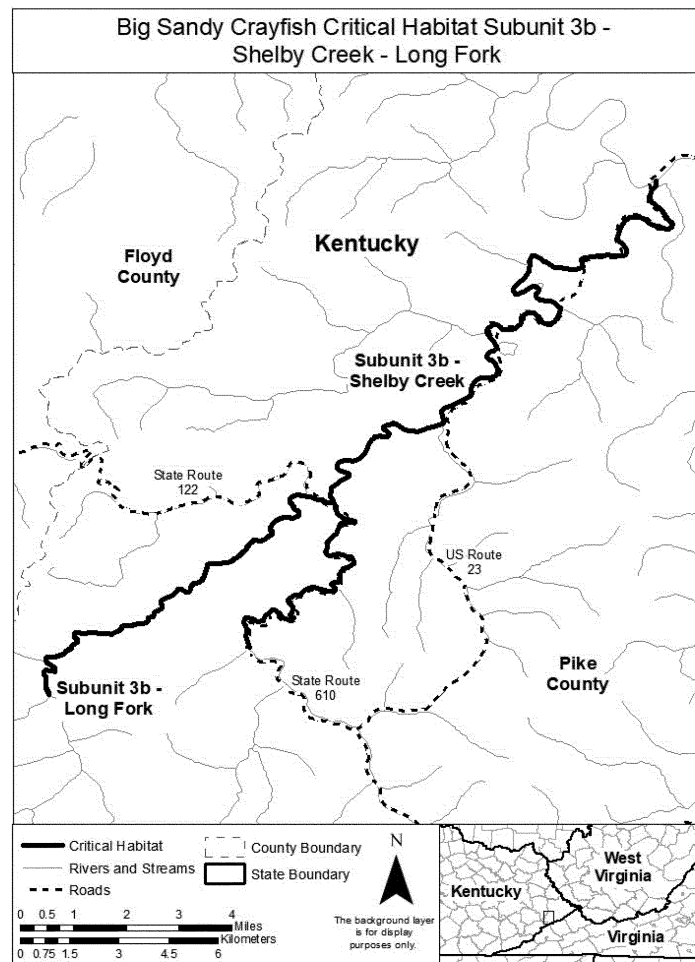 Big Sandy Crayfish Critical Habitat Subunit 3b -
Shelby Creek - Long Fork
Kentucky
Floyd
County
Subunit 3b -
Shelby Creek
State Route
122
US Route
23
Subunit 3b -
Long Fork
State Route
610
Pike
County
Critical Habitat
Rivers and Streams
Roads
County Boundary
State Boundary
N
The background layer
is for display
purposes only.
0 0.5 1 2 3 4
Miles
Kilometers
0 0.75 1.5 3 4.5 6
Kentucky
West
Virginia
Virginia